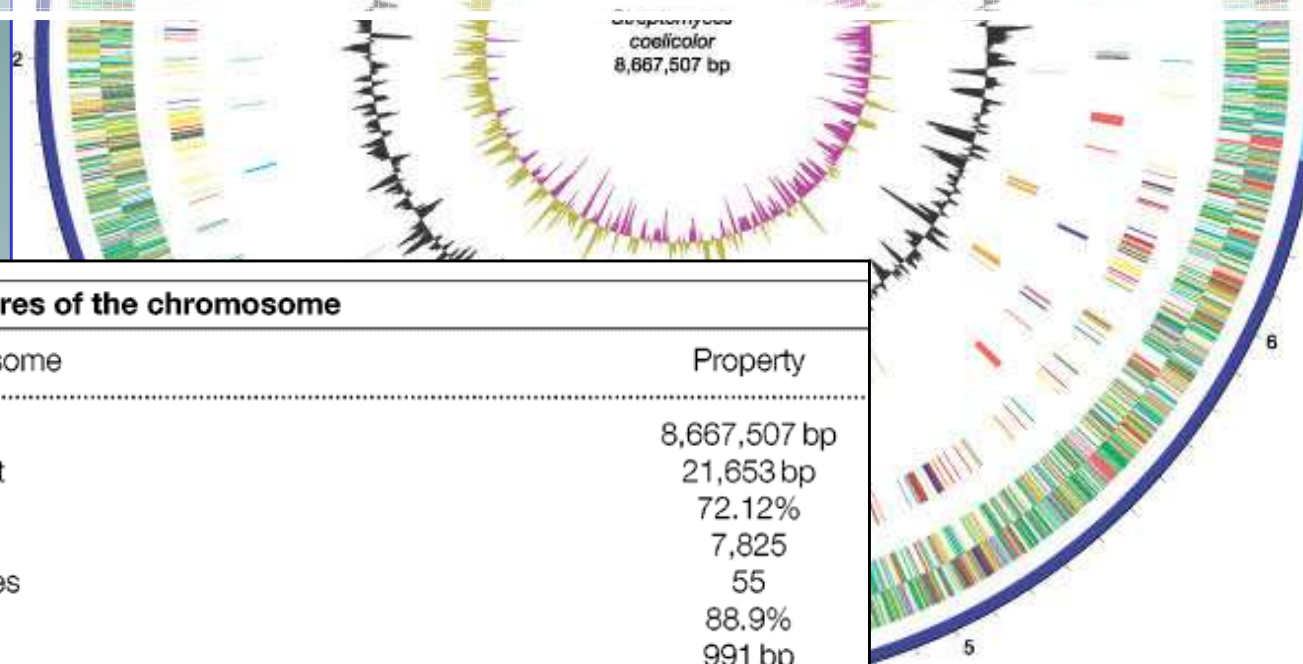 Streptomyces
coelicolor
8,667,507 bp
2
6
5
res of the chromosome
some Property
8,667,507 bp
t 21,653 bp
72.12%
7,825
es 55
88.9%
991 bp